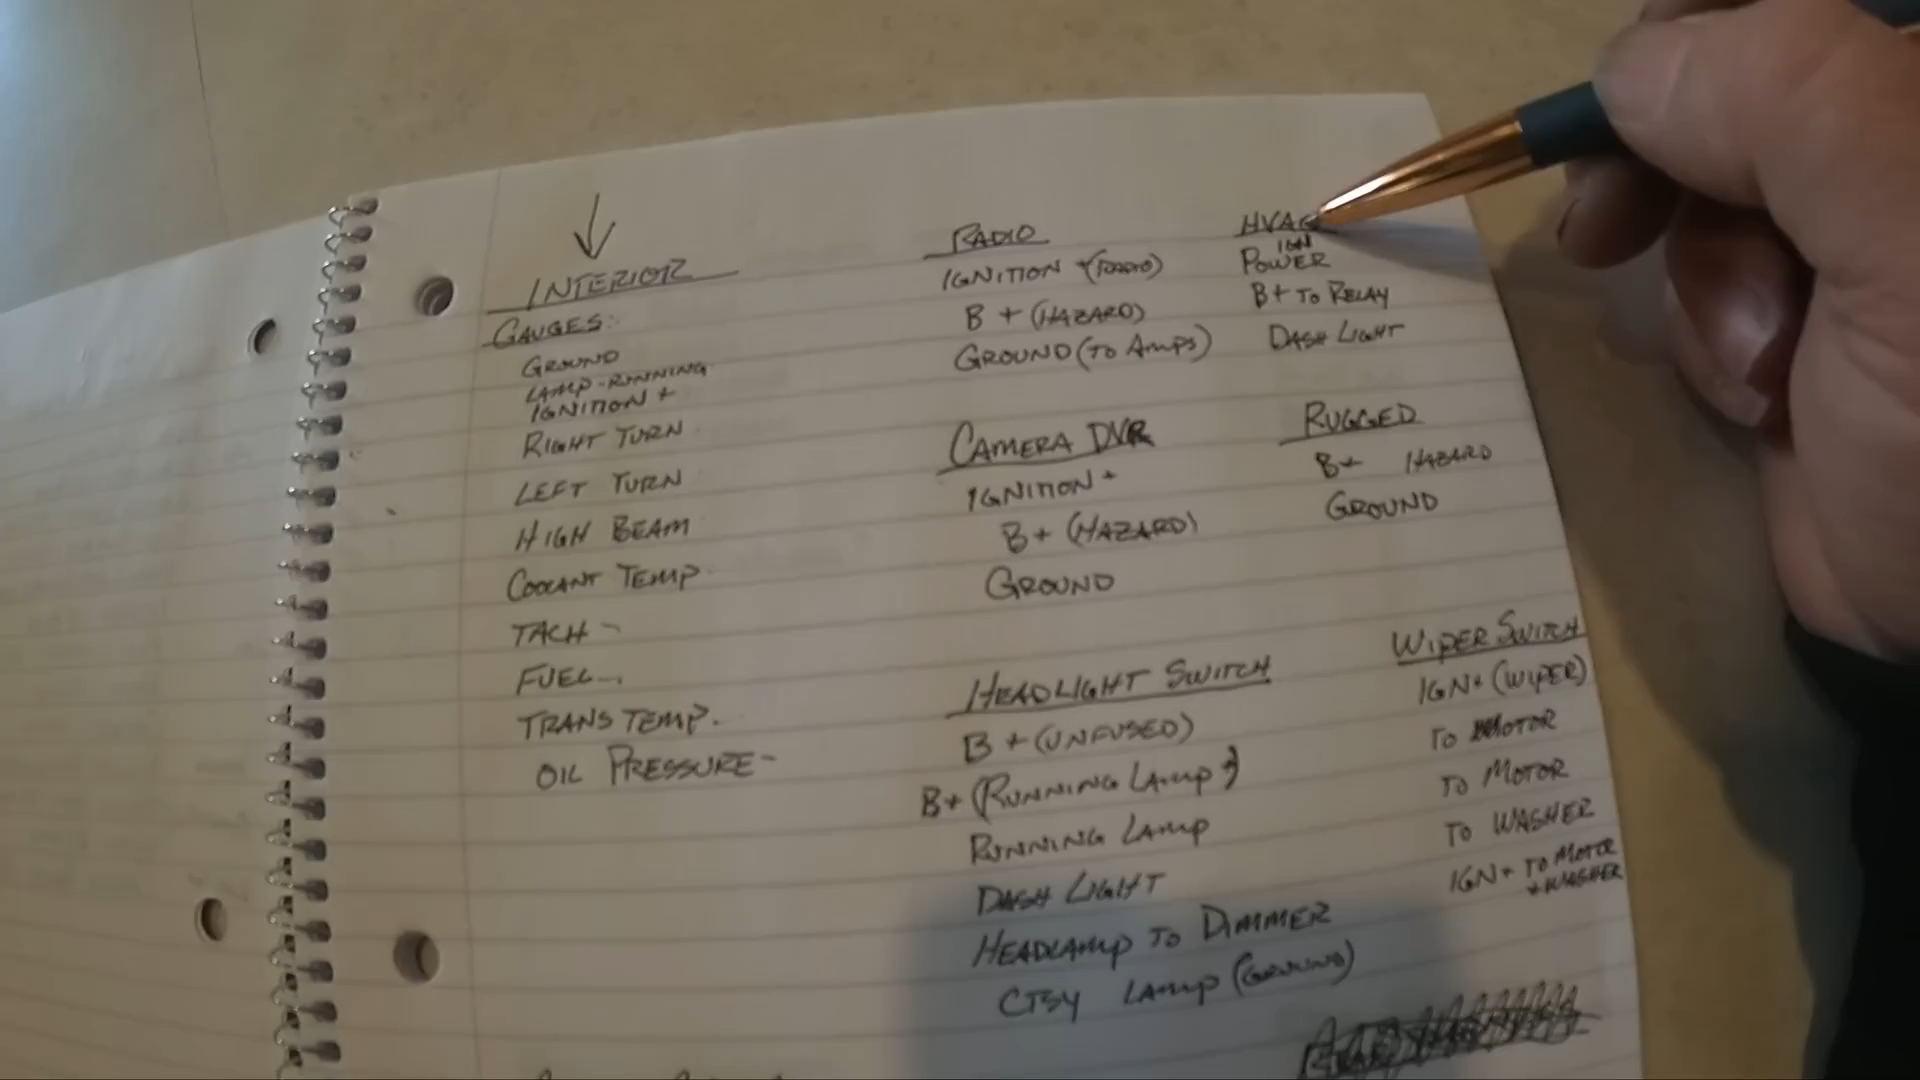 INTERIOR
GAUGES:
GROUND
LAMP-RUNNING
IGNITION +
RIGHT TURN
LEFT TURN
HIGH BEAM
COOLANT TEMP
TACH -
FUEL -
TRANS TEMP.
OIL PRESSURE -
RADIO
IGNITION + (RADIO)
B + (HAZARD)
GROUND (TO AMPS)
HVAC
IGN
POWER
B+ TO RELAY
DASH LIGHT
CAMERA DVR
IGNITION +
B+ (HAZARD)
GROUND
RUGGED
B+ HAZARD
GROUND
HEADLIGHT SWITCH
B + (UNFUSED)
B+ (RUNNING LAMP)
RUNNING LAMP
DASH LIGHT
HEADLAMP TO DIMMER
CTSY LAMP (GROUND)
WIPER SWITCH
IGN+ (WIPER)
TO MOTOR
TO MOTOR
TO WASHER
IGN+ TO MOTOR
+ WASHER